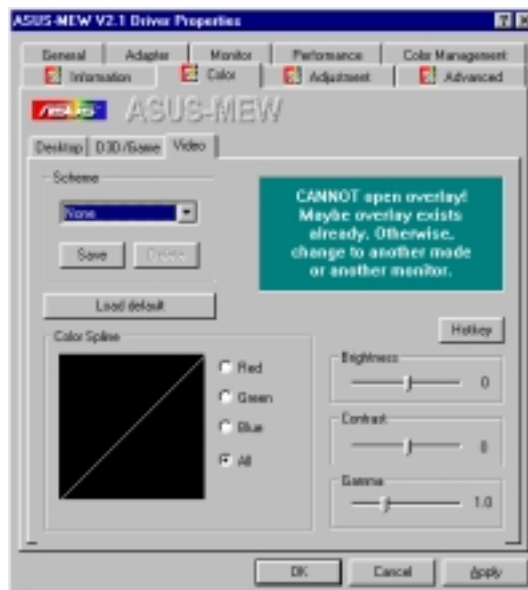 ASUS-MEW V2.1 Driver Properties
General Adapter Monitor Performance Color Management
Information Color Adjustment Advanced
ASUS ASUS-MEW
Desktop D3D/Game Video
Scheme
None
Save Delete
CANNOT open overlay!
Maybe overlay exists
already. Otherwise,
change to another mode
or another monitor.
Load default
Hotkey
Color Spline
Red
Green
Blue
All
Brightness
0
Contrast
0
Gamma
1.0
OK Cancel Apply